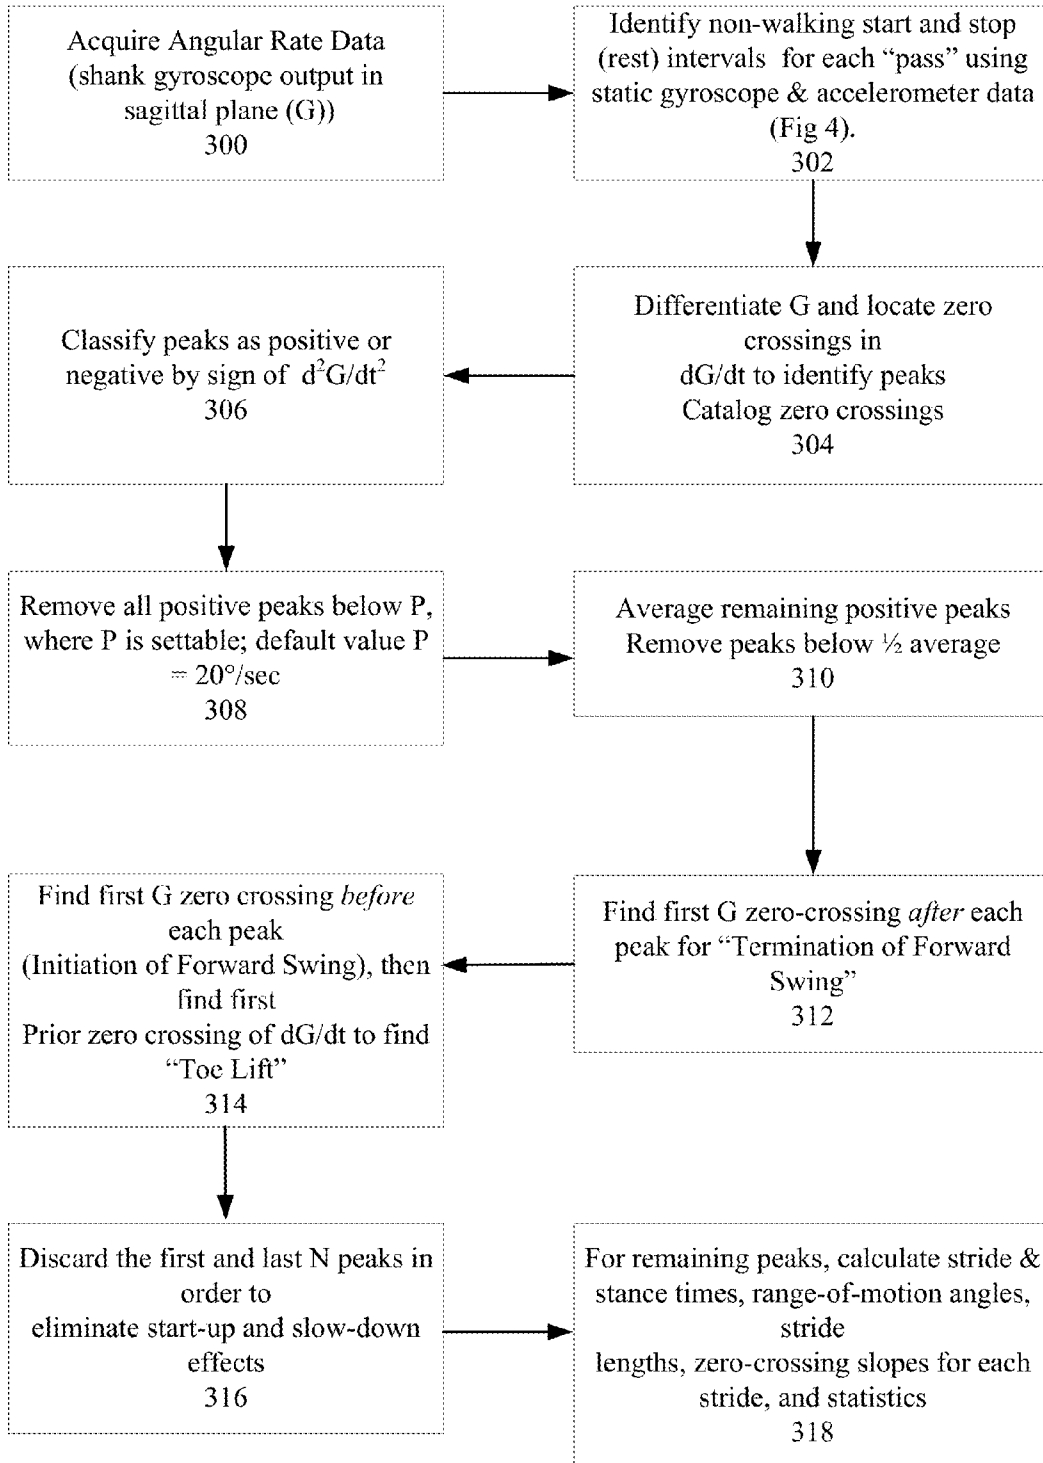 Acquire Angular Rate Data
(shank gyroscope output in
sagittal plane (G))
300
Identify non-walking start and stop
(rest) intervals for each “pass” using
static gyroscope & accelerometer data
(Fig 4).
302
Differentiate G and locate zero
crossings in
dG/dt to identify peaks
Catalog zero crossings
304
Classify peaks as positive or
negative by sign of d²G/dt²
306
Remove all positive peaks below P,
where P is settable; default value P
= 20°/sec
308
Average remaining positive peaks
Remove peaks below ½ average
310
Find first G zero-crossing after each
peak for “Termination of Forward
Swing”
312
Find first G zero crossing before
each peak
(Initiation of Forward Swing), then
find first
Prior zero crossing of dG/dt to find
“Toe Lift”
314
Discard the first and last N peaks in
order to
eliminate start-up and slow-down
effects
316
For remaining peaks, calculate stride &
stance times, range-of-motion angles,
stride
lengths, zero-crossing slopes for each
stride, and statistics
318